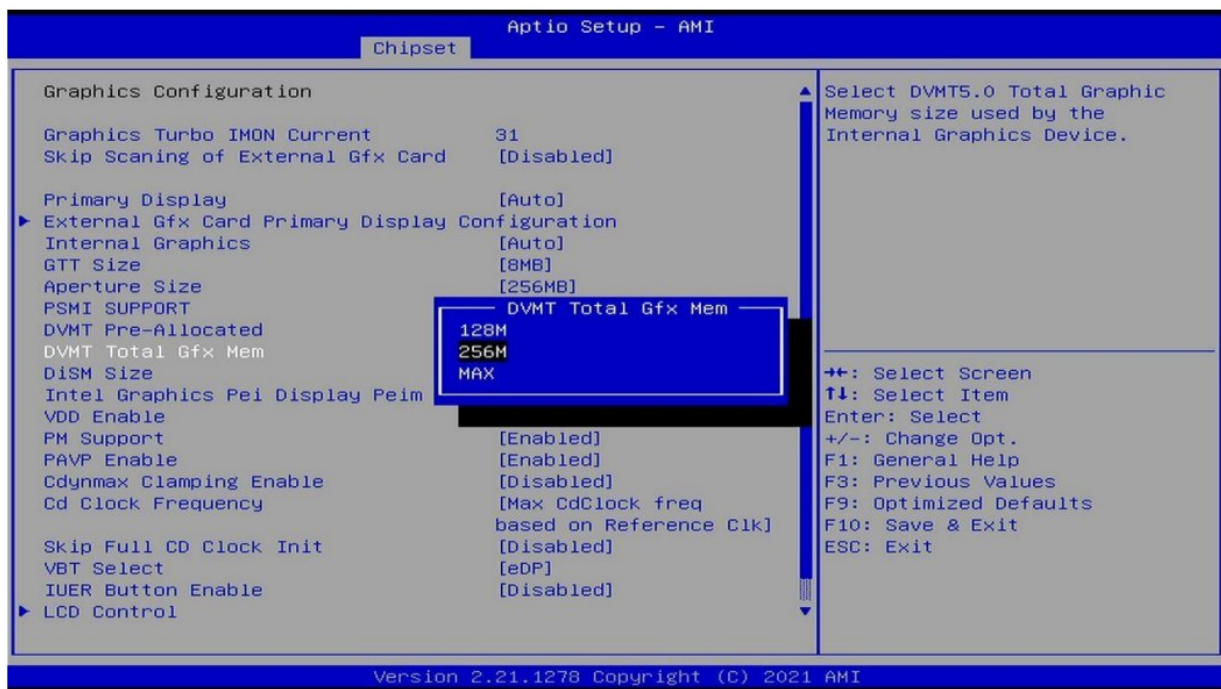 Aptio Setup - AMI
Chipset
Graphics Configuration
Graphics Turbo IMON Current 31
Skip Scaning of External Gfx Card [Disabled]
Primary Display [Auto]
External Gfx Card Primary Display Configuration
Internal Graphics [Auto]
GTT Size [8MB]
Aperture Size [256MB]
PSMI SUPPORT
DVMT Pre-Allocated
DVMT Total Gfx Mem
DiSM Size
Intel Graphics Pei Display Peim
VDD Enable
PM Support [Enabled]
PAVP Enable [Enabled]
Cdynmax Clamping Enable [Disabled]
Cd Clock Frequency [Max CdClock freq
based on Reference Clk]
Skip Full CD Clock Init [Disabled]
VBT Select [eDP]
IUER Button Enable [Disabled]
LCD Control
DVMT Total Gfx Mem
128M
256M
MAX
Select DVMT5.0 Total Graphic
Memory size used by the
Internal Graphics Device.
→←: Select Screen
↑↓: Select Item
Enter: Select
+/-: Change Opt.
F1: General Help
F3: Previous Values
F9: Optimized Defaults
F10: Save & Exit
ESC: Exit
Version 2.21.1278 Copyright (C) 2021 AMI